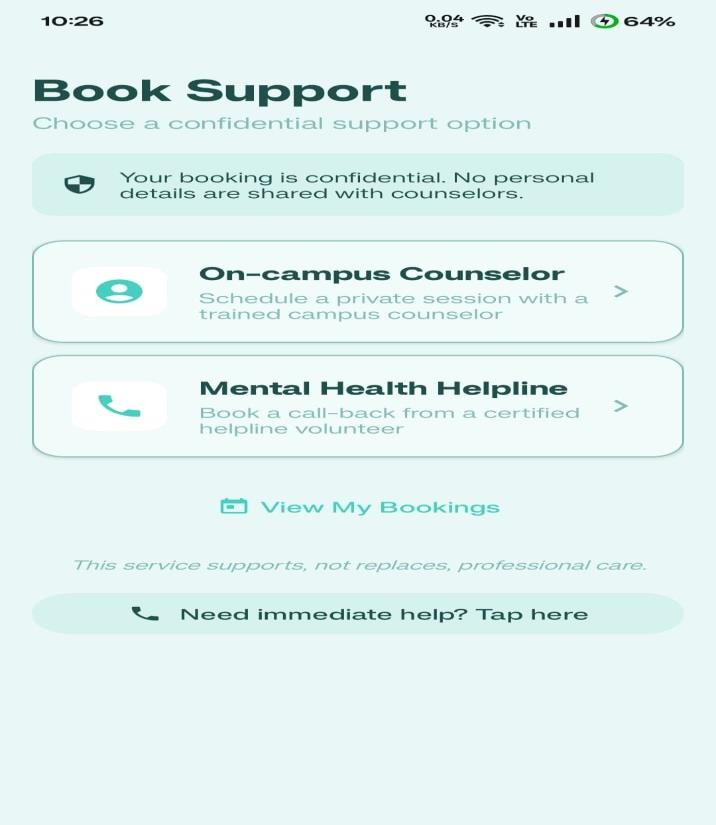 10:26
0.04 KB/S Vo LTE 64%
Book Support
Choose a confidential support option
Your booking is confidential. No personal
details are shared with counselors.
On-campus Counselor
Schedule a private session with a
trained campus counselor
Mental Health Helpline
Book a call-back from a certified
helpline volunteer
View My Bookings
This service supports, not replaces, professional care.
Need immediate help? Tap here